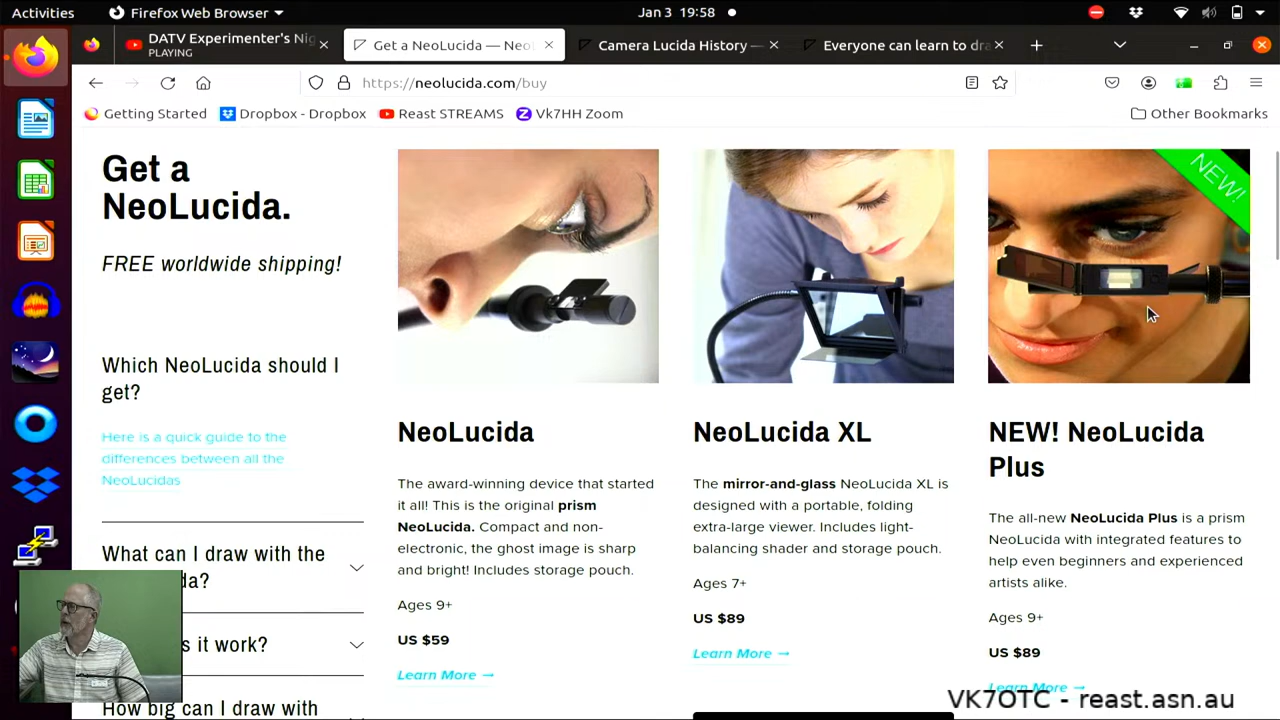 Activities
Firefox Web Browser
Jan 3 19:58
DATV Experimenter's Nig
PLAYING
Get a NeoLucida — Neo
Camera Lucida History —
Everyone can learn to dra
https://neolucida.com/buy
Getting Started
Dropbox - Dropbox
Reast STREAMS
Vk7HH Zoom
Other Bookmarks
Get a
NeoLucida.
FREE worldwide shipping!
Which NeoLucida should I
get?
Here is a quick guide to the
differences between all the
NeoLucidas
What can I draw with the
da?
s it work?
How big can I draw with
NeoLucida
The award-winning device that started
it all! This is the original prism
NeoLucida. Compact and non-
electronic, the ghost image is sharp
and bright! Includes storage pouch.
Ages 9+
US $59
Learn More →
NeoLucida XL
The mirror-and-glass NeoLucida XL is
designed with a portable, folding
extra-large viewer. Includes light-
balancing shader and storage pouch.
Ages 7+
US $89
Learn More →
NEW!
NEW! NeoLucida
Plus
The all-new NeoLucida Plus is a prism
NeoLucida with integrated features to
help even beginners and experienced
artists alike.
Ages 9+
US $89
Learn More →
VK7OTC - reast.asn.au